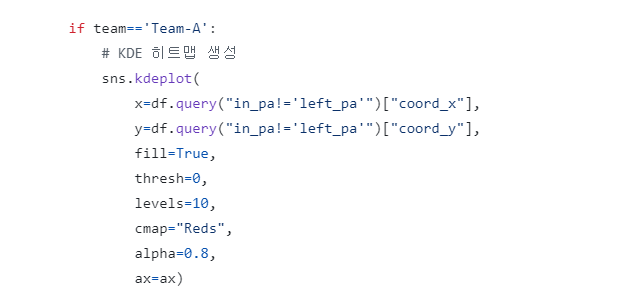 if team=='Team-A':
# KDE 히트맵 생성
sns.kdeplot(
x=df.query("in_pa!='left_pa'")["coord_x"],
y=df.query("in_pa!='left_pa'")["coord_y"],
fill=True,
thresh=0,
levels=10,
cmap="Reds",
alpha=0.8,
ax=ax)